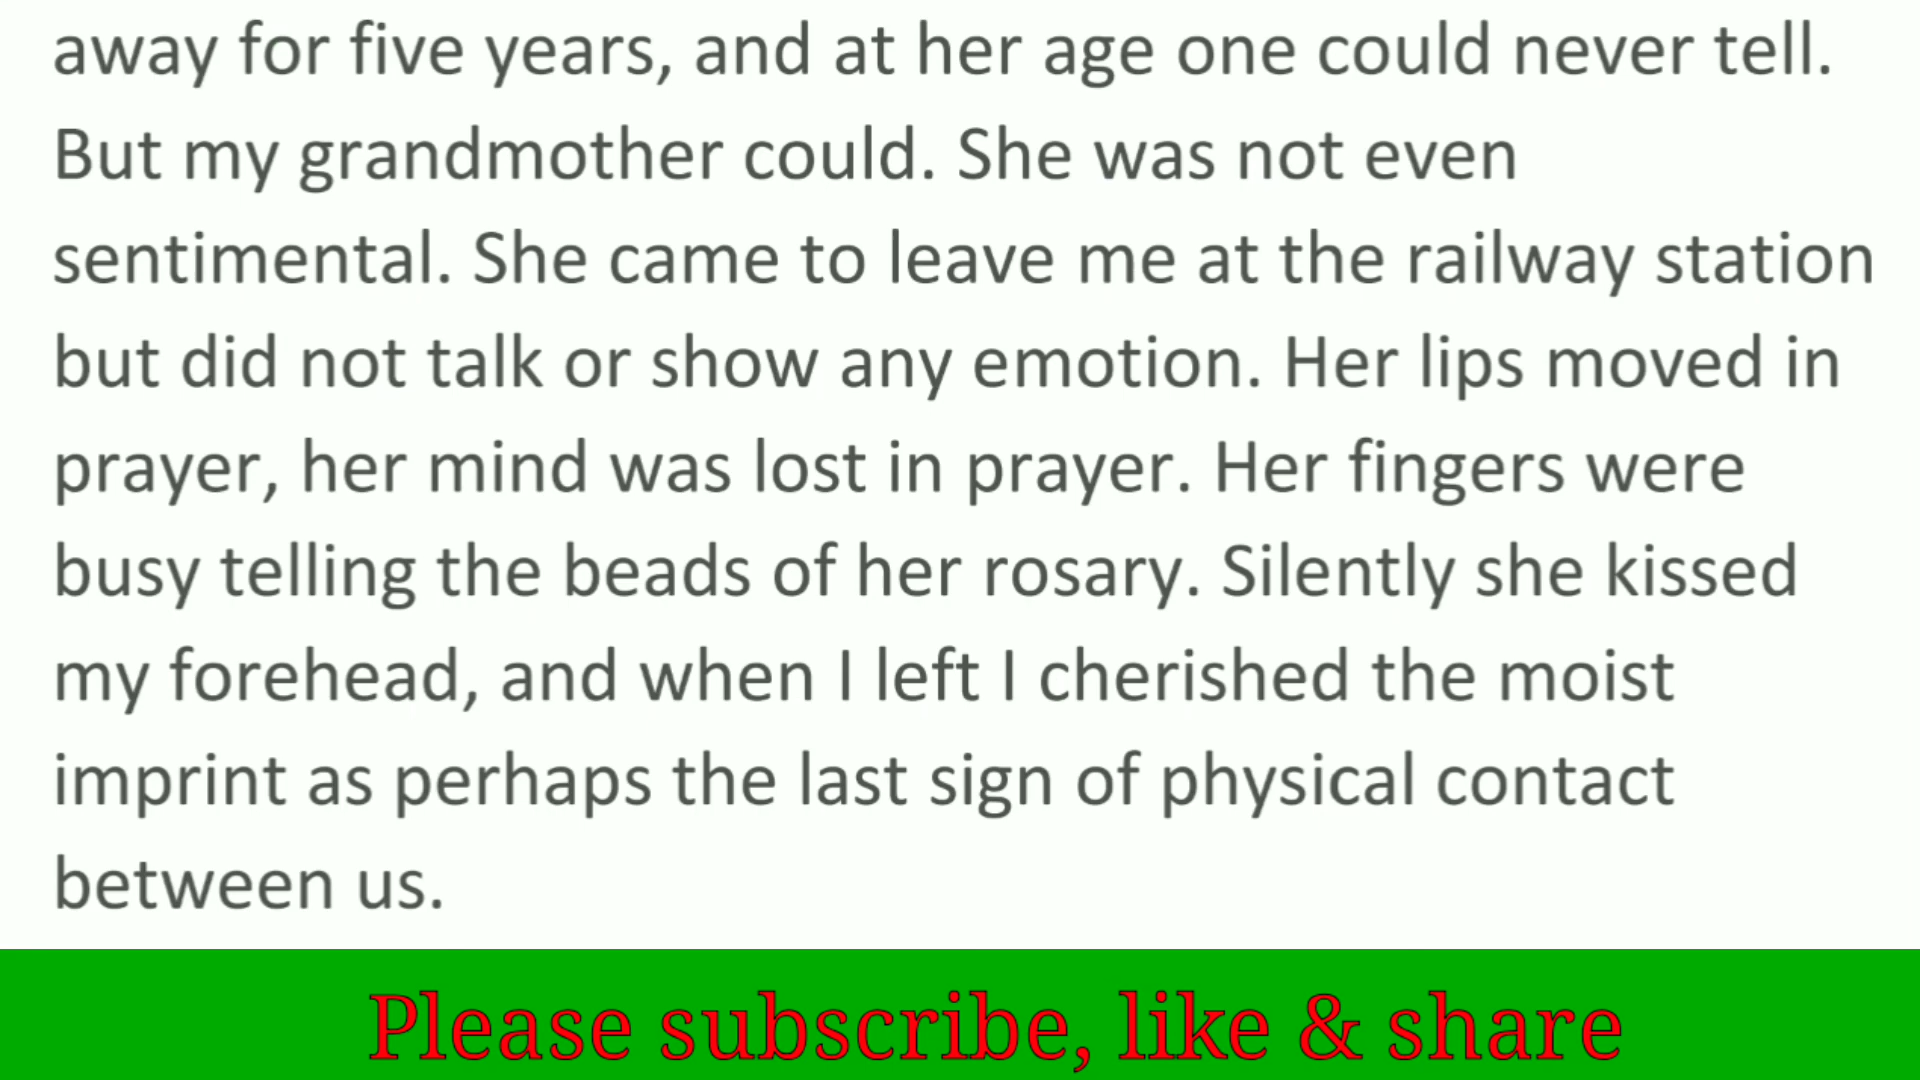 away for five years, and at her age one could never tell.
But my grandmother could. She was not even
sentimental. She came to leave me at the railway station
but did not talk or show any emotion. Her lips moved in
prayer, her mind was lost in prayer. Her fingers were
busy telling the beads of her rosary. Silently she kissed
my forehead, and when I left I cherished the moist
imprint as perhaps the last sign of physical contact
between us.
Please subscribe, like & share